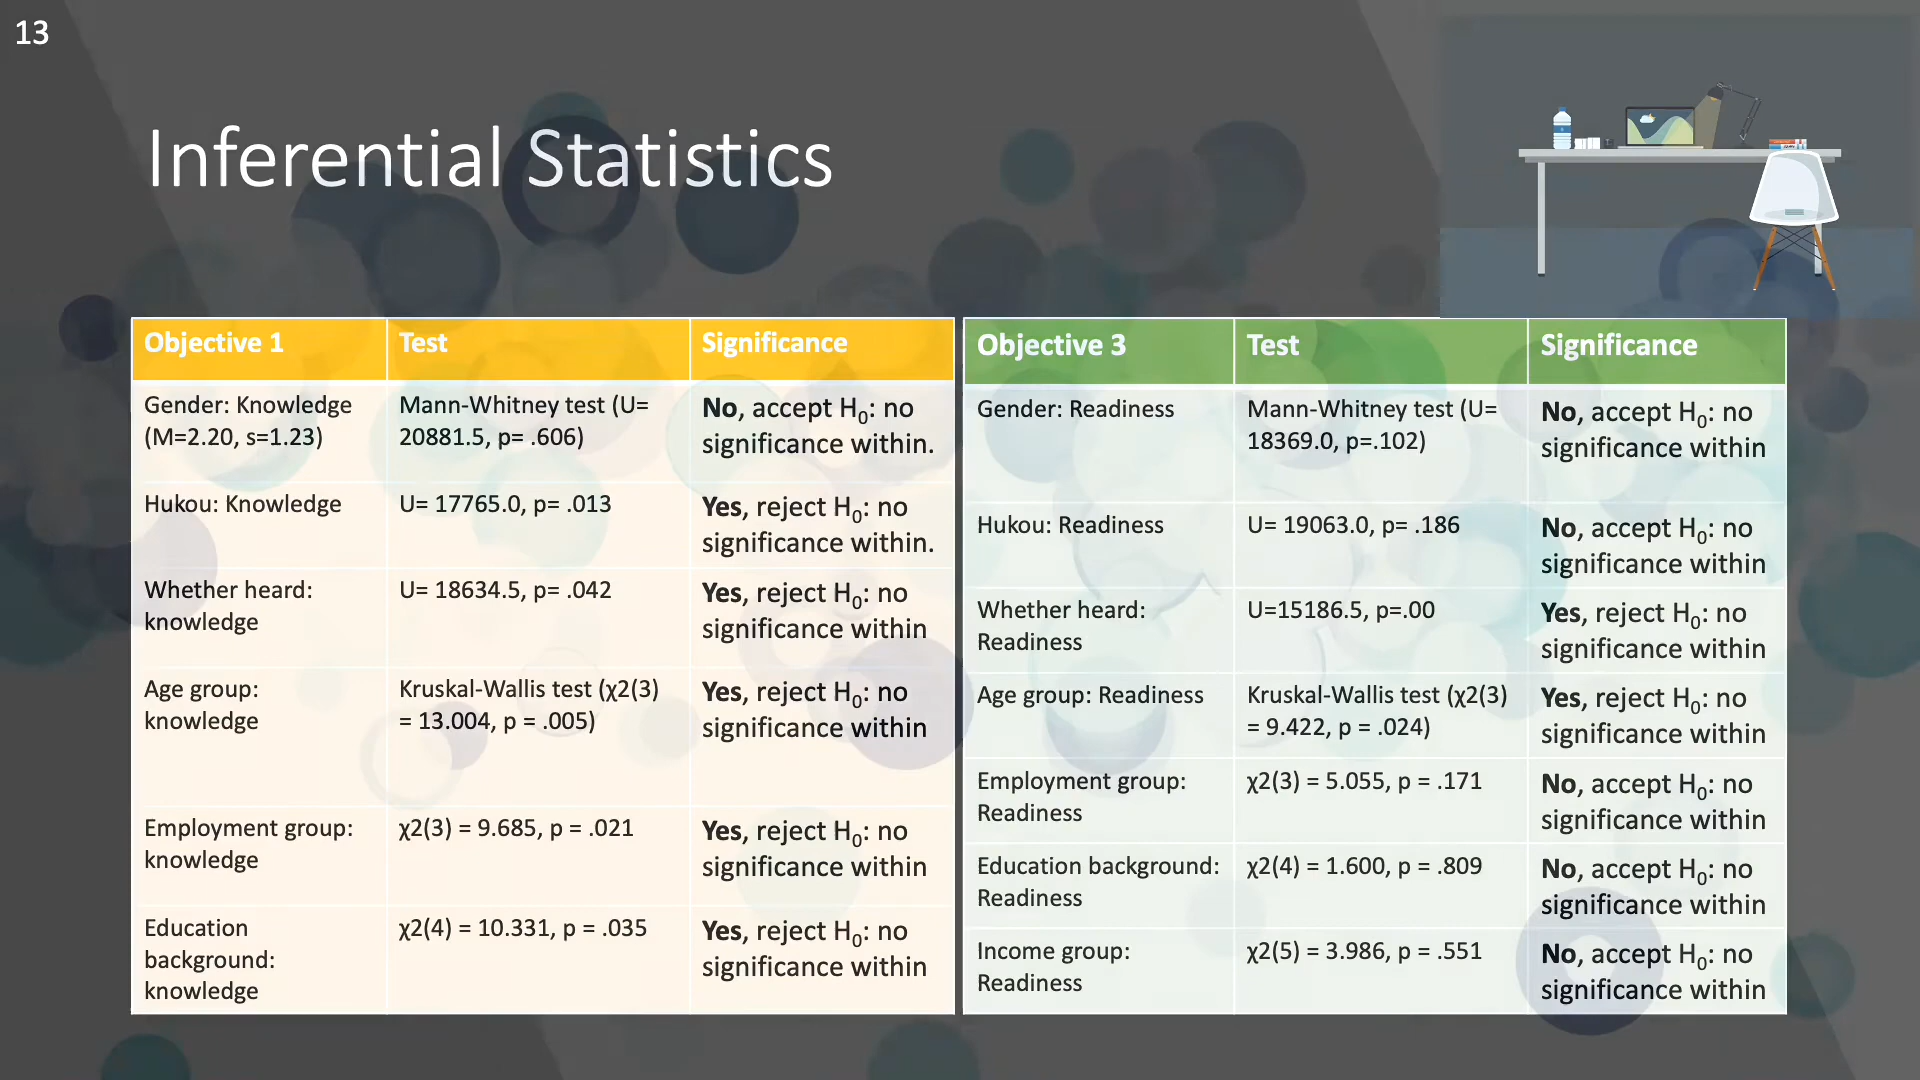 13
Inferential Statistics
Objective 1
Test
Significance
Gender: Knowledge
(M=2.20, s=1.23)
Mann-Whitney test (U=
20881.5, p= .606)
No, accept H0: no
significance within.
Hukou: Knowledge
U= 17765.0, p= .013
Yes, reject H0: no
significance within.
Whether heard:
knowledge
U= 18634.5, p= .042
Yes, reject H0: no
significance within
Age group:
knowledge
Kruskal-Wallis test (χ2(3)
= 13.004, p = .005)
Yes, reject H0: no
significance within
Employment group:
knowledge
χ2(3) = 9.685, p = .021
Yes, reject H0: no
significance within
Education
background:
knowledge
χ2(4) = 10.331, p = .035
Yes, reject H0: no
significance within
Objective 3
Test
Significance
Gender: Readiness
Mann-Whitney test (U=
18369.0, p=.102)
No, accept H0: no
significance within
Hukou: Readiness
U= 19063.0, p= .186
No, accept H0: no
significance within
Whether heard:
Readiness
U=15186.5, p=.00
Yes, reject H0: no
significance within
Age group: Readiness
Kruskal-Wallis test (χ2(3)
= 9.422, p = .024)
Yes, reject H0: no
significance within
Employment group:
Readiness
χ2(3) = 5.055, p = .171
No, accept H0: no
significance within
Education background:
Readiness
χ2(4) = 1.600, p = .809
No, accept H0: no
significance within
Income group:
Readiness
χ2(5) = 3.986, p = .551
No, accept H0: no
significance within